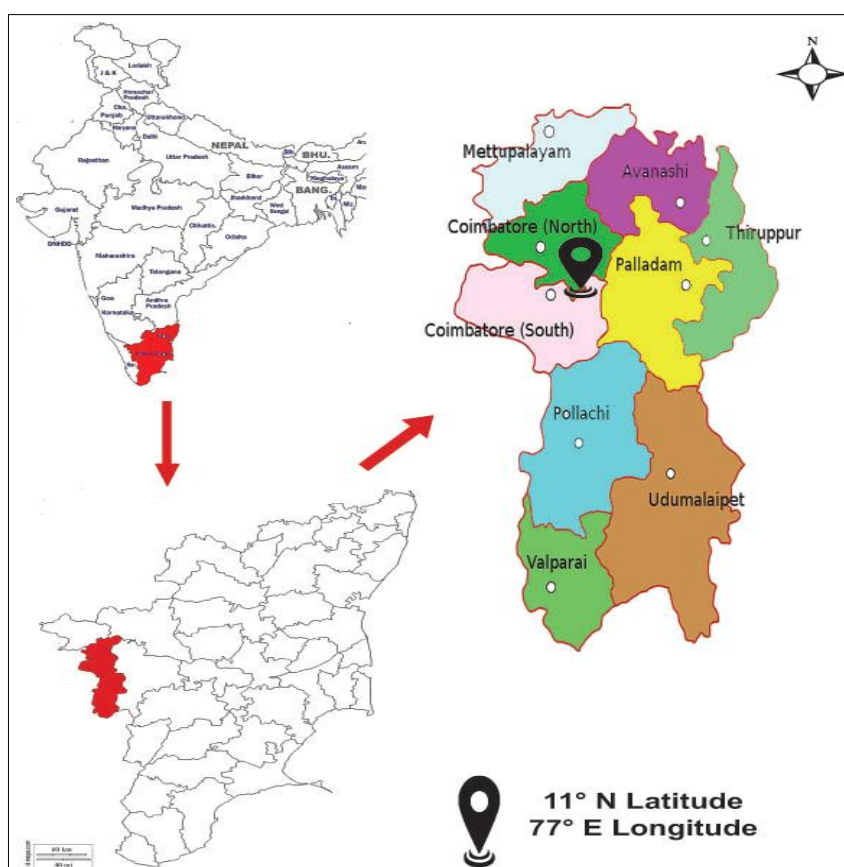 J & K
Ladakh
Himachal
Pradesh
Punjab
Haryana
Delhi
Uttarakhand
Rajasthan
Uttar Pradesh
NEPAL
BHU.
Assam
Bihar
Meghalaya
BANG.
Gujarat
Madhya Pradesh
Jharkhand
West
Bengal
Chhattis.
Odisha
DNHDD
Maharashtra
Telangana
Goa
Karnataka
Andhra
Pradesh
N
Mettupalayam
Avanashi
Coimbatore (North)
Thiruppur
Palladam
Coimbatore (South)
Pollachi
Udumalaipet
Valparai
11° N Latitude
77° E Longitude